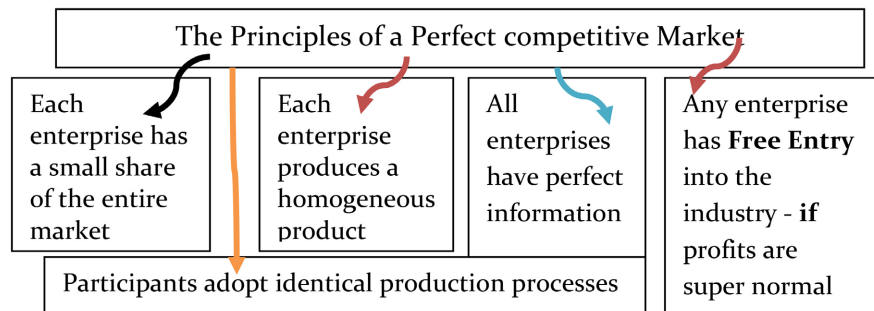 The Principles of a Perfect competitive Market
Each
enterprise has
a small share
of the entire
market
Each
enterprise
produces a
homogeneous
product
All
enterprises
have perfect
information
Any enterprise
has Free Entry
into the
industry - if
profits are
super normal
Participants adopt identical production processes